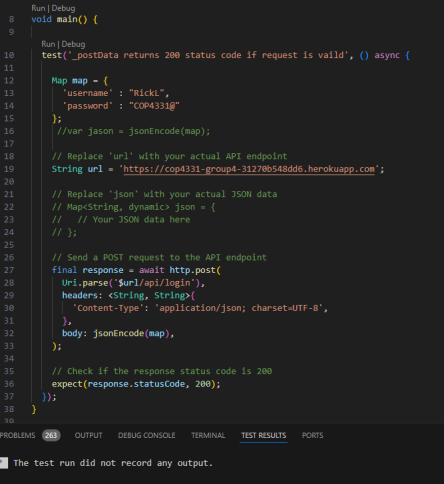 Run | Debug
8 void main() {
9
Run | Debug
10 test('_postData returns 200 status code if request is vaild', () async {
11
12 Map map = {
13 'username' : "RickL",
14 'password' : "COP4331@"
15 };
16 //var jason = jsonEncode(map);
17
18 // Replace 'url' with your actual API endpoint
19 String url = 'https://cop4331-group4-31270b548dd6.herokuapp.com';
20
21 // Replace 'json' with your actual JSON data
22 // Map<String, dynamic> json = {
23 //   // Your JSON data here
24 // };
25
26 // Send a POST request to the API endpoint
27 final response = await http.post(
28 Uri.parse('$url/api/login'),
29 headers: <String, String>{
30 'Content-Type': 'application/json; charset=UTF-8',
31 },
32 body: jsonEncode(map),
33 );
34
35 // Check if the response status code is 200
36 expect(response.statusCode, 200);
37 });
38 }
39
PROBLEMS 263 OUTPUT DEBUG CONSOLE TERMINAL TEST RESULTS PORTS
The test run did not record any output.